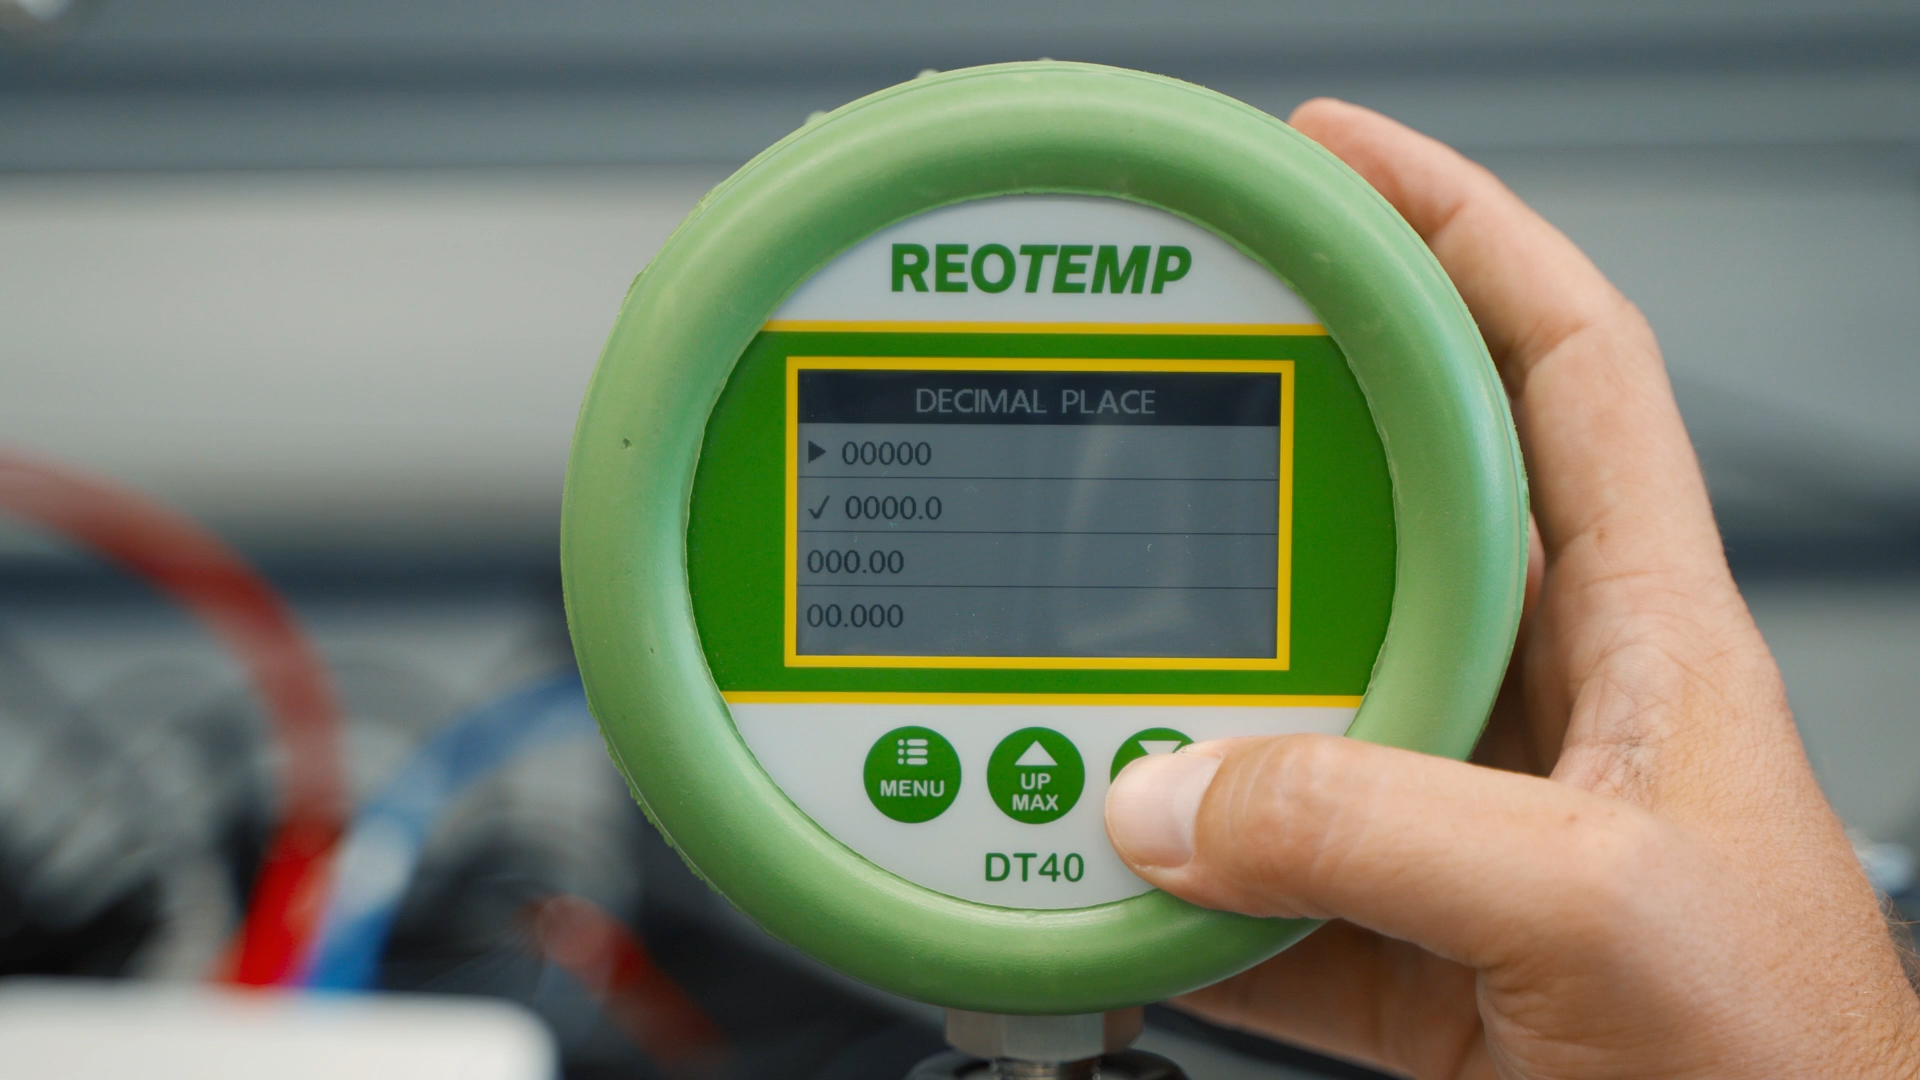 REOTEMP
DECIMAL PLACE
▶ 00000
✓ 0000.0
000.00
00.000
MENU
UP
MAX
DT40